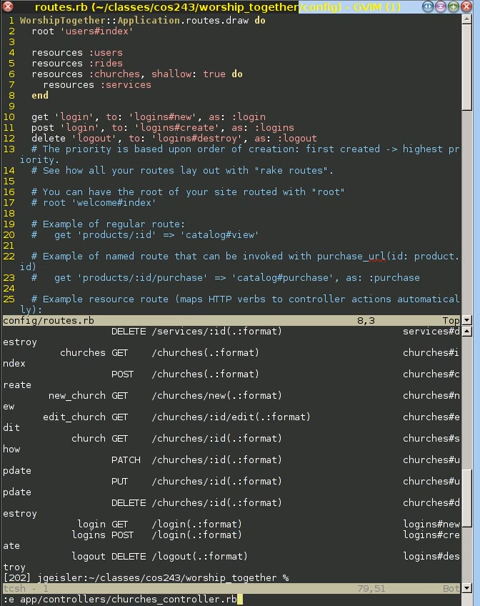 routes.rb (~/classes/cos243/worship_together/config) - GVIM (1)
1 WorshipTogether::Application.routes.draw do
2   root 'users#index'
3
4   resources :users
5   resources :rides
6   resources :churches, shallow: true do
7     resources :services
8   end
9
10   get 'login', to: 'logins#new', as: :login
11   post 'login', to: 'logins#create', as: :logins
12   delete 'logout', to: 'logins#destroy', as: :logout
13   # The priority is based upon order of creation: first created -> highest pr
iority.
14   # See how all your routes lay out with "rake routes".
15
16   # You can have the root of your site routed with "root"
17   # root 'welcome#index'
18
19   # Example of regular route:
20   #   get 'products/:id' => 'catalog#view'
21
22   # Example of named route that can be invoked with purchase_url(id: product.
id)
23   #   get 'products/:id/purchase' => 'catalog#purchase', as: :purchase
24
25   # Example resource route (maps HTTP verbs to controller actions automatical
ly):
config/routes.rb 8,3 Top
DELETE /services/:id(.:format) services#d
estroy
churches GET /churches(.:format) churches#i
ndex
POST /churches(.:format) churches#c
reate
new_church GET /churches/new(.:format) churches#n
ew
edit_church GET /churches/:id/edit(.:format) churches#e
dit
church GET /churches/:id(.:format) churches#s
how
PATCH /churches/:id(.:format) churches#u
pdate
PUT /churches/:id(.:format) churches#u
pdate
DELETE /churches/:id(.:format) churches#d
estroy
login GET /login(.:format) logins#new
logins POST /login(.:format) logins#cre
ate
logout DELETE /logout(.:format) logins#des
troy
[202] jgeisler:~/classes/cos243/worship_together %
tcsh - 1 79,51 Bot
:e app/controllers/churches_controller.rb